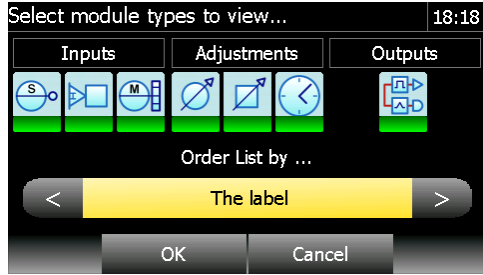 Select module types to view... 18:18
Inputs Adjustments Outputs
S M
Order List by ...
< The label >
OK Cancel